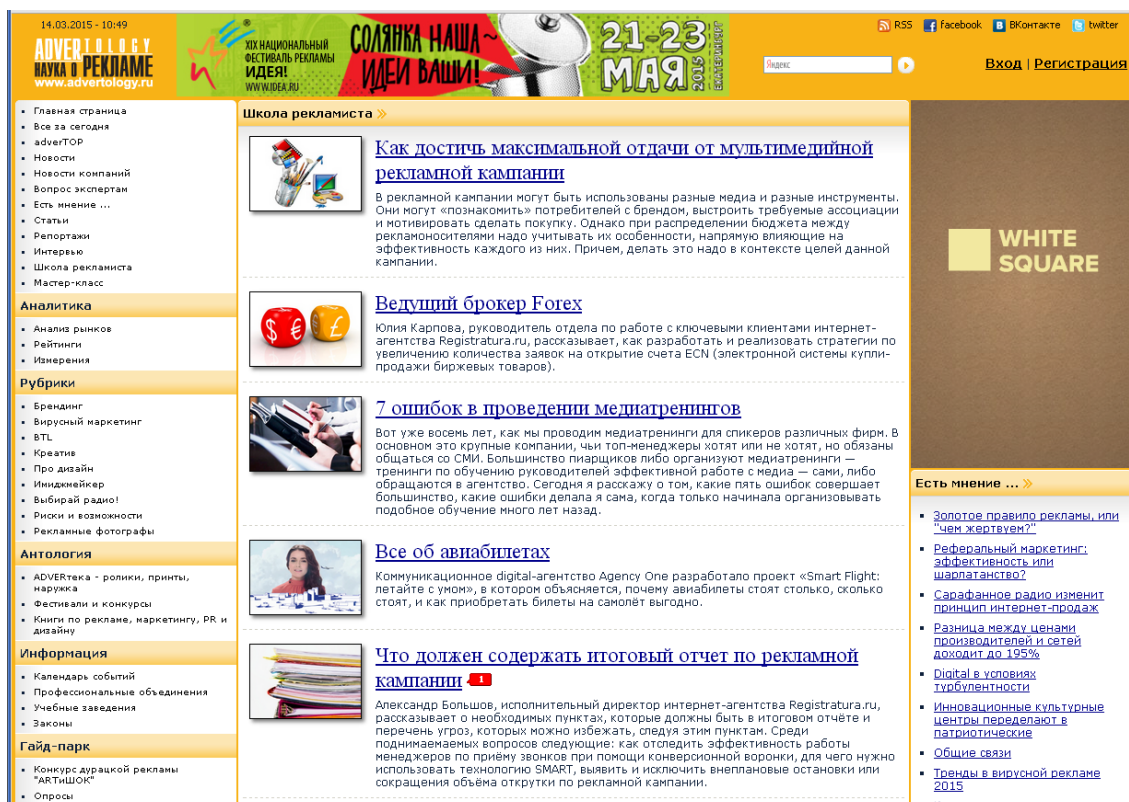 14.03.2015 - 10:49
ADVERTOLOGY
НАУКА О РЕКЛАМЕ
www.advertology.ru
XIX НАЦИОНАЛЬНЫЙ
ФЕСТИВАЛЬ РЕКЛАМЫ
ИДЕЯ!
WWW.IDEA.RU
СОЛЯНКА НАША ~
ИДЕИ ВАШИ!
21-23
МАЯ
2015
ЕКАТЕРИНБУРГ
RSS facebook ВКонтакте twitter
Яндекс
Вход | Регистрация
Главная страница
Все за сегодня
adverTOP
Новости
Новости компаний
Вопрос экспертам
Есть мнение ...
Статьи
Репортажи
Интервью
Школа рекламиста
Мастер-класс
Аналитика
Анализ рынков
Рейтинги
Измерения
Рубрики
Брендинг
Вирусный маркетинг
BTL
Креатив
Про дизайн
Имиджмейкер
Выбирай радио!
Риски и возможности
Рекламные фотографы
Антология
ADVERтека - ролики, принты,
наружка
Фестивали и конкурсы
Книги по рекламе, маркетингу, PR и
дизайну
Информация
Календарь событий
Профессиональные объединения
Учебные заведения
Законы
Гайд-парк
Конкурс дурацкой рекламы
"АРТиШОК"
Опросы
Школа рекламиста »
Как достичь максимальной отдачи от мультимедийной
рекламной кампании
В рекламной кампании могут быть использованы разные медиа и разные инструменты.
Они могут «познакомить» потребителей с брендом, выстроить требуемые ассоциации
и мотивировать сделать покупку. Однако при распределении бюджета между
рекламоносителями надо учитывать их особенности, напрямую влияющие на
эффективность каждого из них. Причем, делать это надо в контексте целей данной
кампании.
Ведущий брокер Forex
Юлия Карпова, руководитель отдела по работе с ключевыми клиентами интернет-
агентства Registratura.ru, рассказывает, как разработать и реализовать стратегии по
увеличению количества заявок на открытие счета ECN (электронной системы купли-
продажи биржевых товаров).
7 ошибок в проведении медиатренингов
Вот уже восемь лет, как мы проводим медиатренинги для спикеров различных фирм. В
основном это крупные компании, чьи топ-менеджеры хотят или не хотят, но обязаны
общаться со СМИ. Большинство пиарщиков либо организуют медиатренинги —
тренинги по обучению руководителей эффективной работе с медиа — сами, либо
обращаются в агентство. Сегодня я расскажу о том, какие пять ошибок совершает
большинство, какие ошибки делала я сама, когда только начинала организовывать
подобное обучение много лет назад.
Все об авиабилетах
Коммуникационное digital-агентство Agency One разработало проект «Smart Flight:
летайте с умом», в котором объясняется, почему авиабилеты стоят столько, сколько
стоят, и как приобретать билеты на самолёт выгодно.
Что должен содержать итоговый отчет по рекламной
кампании 1
Александр Большов, исполнительный директор интернет-агентства Registratura.ru,
рассказывает о необходимых пунктах, которые должны быть в итоговом отчёте и
перечень угроз, которых можно избежать, следуя этим пунктам. Среди
поднимаемаемых вопросов следующие: как отследить эффективность работы
менеджеров по приёму звонков при помощи конверсионной воронки, для чего нужно
использовать технологию SMART, выявить и исключить внеплановые остановки или
сокращения объёма открутки по рекламной кампании.
WHITE
SQUARE
Есть мнение ... »
Золотое правило рекламы, или
"чем жертвуем?"
Реферальный маркетинг:
эффективность или
шарлатанство?
Сарафанное радио изменит
принцип интернет-продаж
Разница между ценами
производителей и сетей
доходит до 195%
Digital в условиях
турбулентности
Инновационные культурные
центры переделают в
патриотические
Общие связи
Тренды в вирусной рекламе
2015